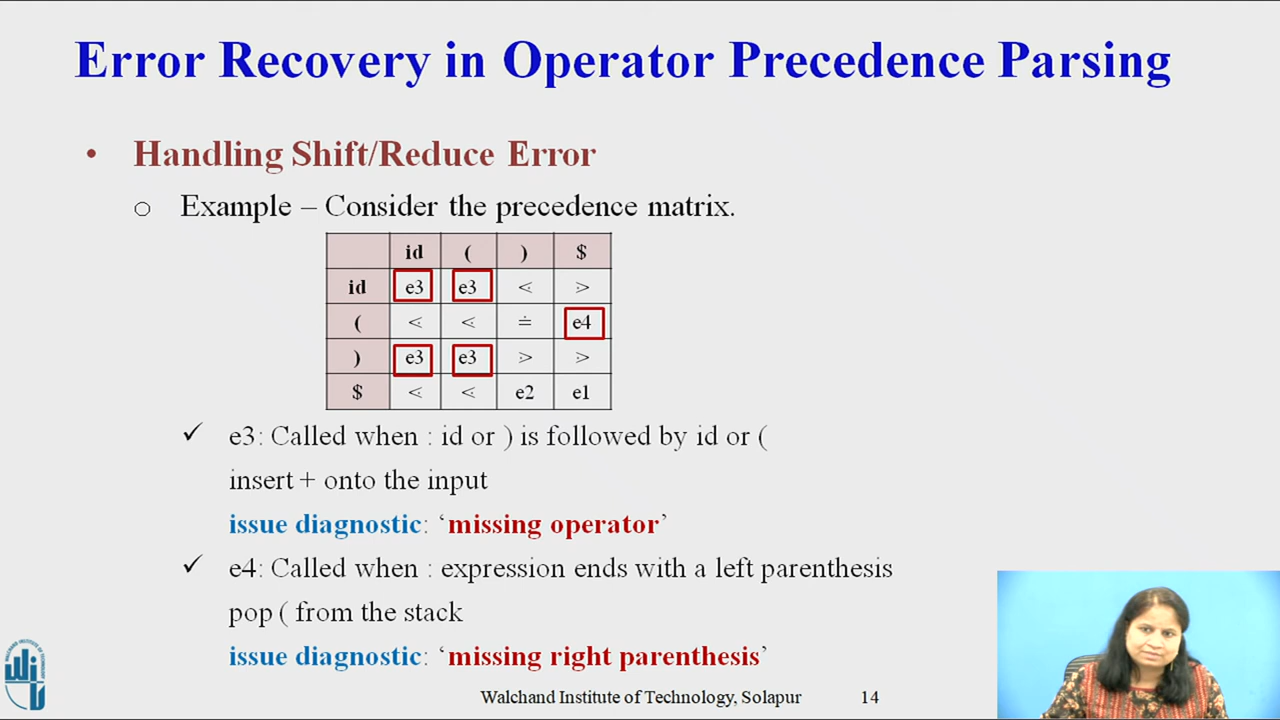 Error Recovery in Operator Precedence Parsing
• Handling Shift/Reduce Error
o Example – Consider the precedence matrix.
id ( ) $
id e3 e3 < >
( ⋖ ⋖ ≐ e4
) e3 e3 ⋗ ⋗
$ ⋖ ⋖ e2 e1
✓ e3: Called when : id or ) is followed by id or (
insert + onto the input
issue diagnostic: ‘missing operator’
✓ e4: Called when : expression ends with a left parenthesis
pop ( from the stack
issue diagnostic: ‘missing right parenthesis’
Walchand Institute of Technology, Solapur 14